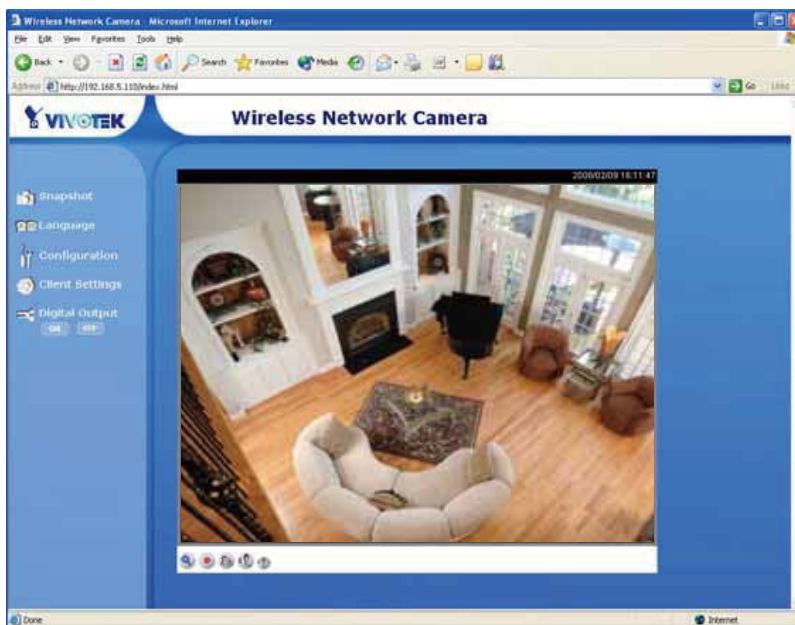 Wireless Network Camera - Microsoft Internet Explorer
File Edit View Favorites Tools Help
Back Search Favorites Media
Address http://192.168.5.110/index.html Go Links
VIVOTEK
Wireless Network Camera
2008/02/09 16:11:47
Snapshot
Language
Configuration
Client Settings
Digital Output
ON OFF
Done Internet